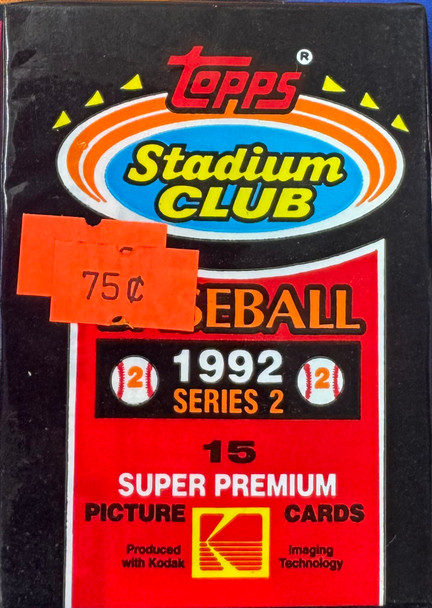 Topps®
Stadium
CLUB
75¢
BASEBALL
2 1992 2
SERIES 2
15
SUPER PREMIUM
PICTURE CARDS
Produced Imaging
with Kodak Technology